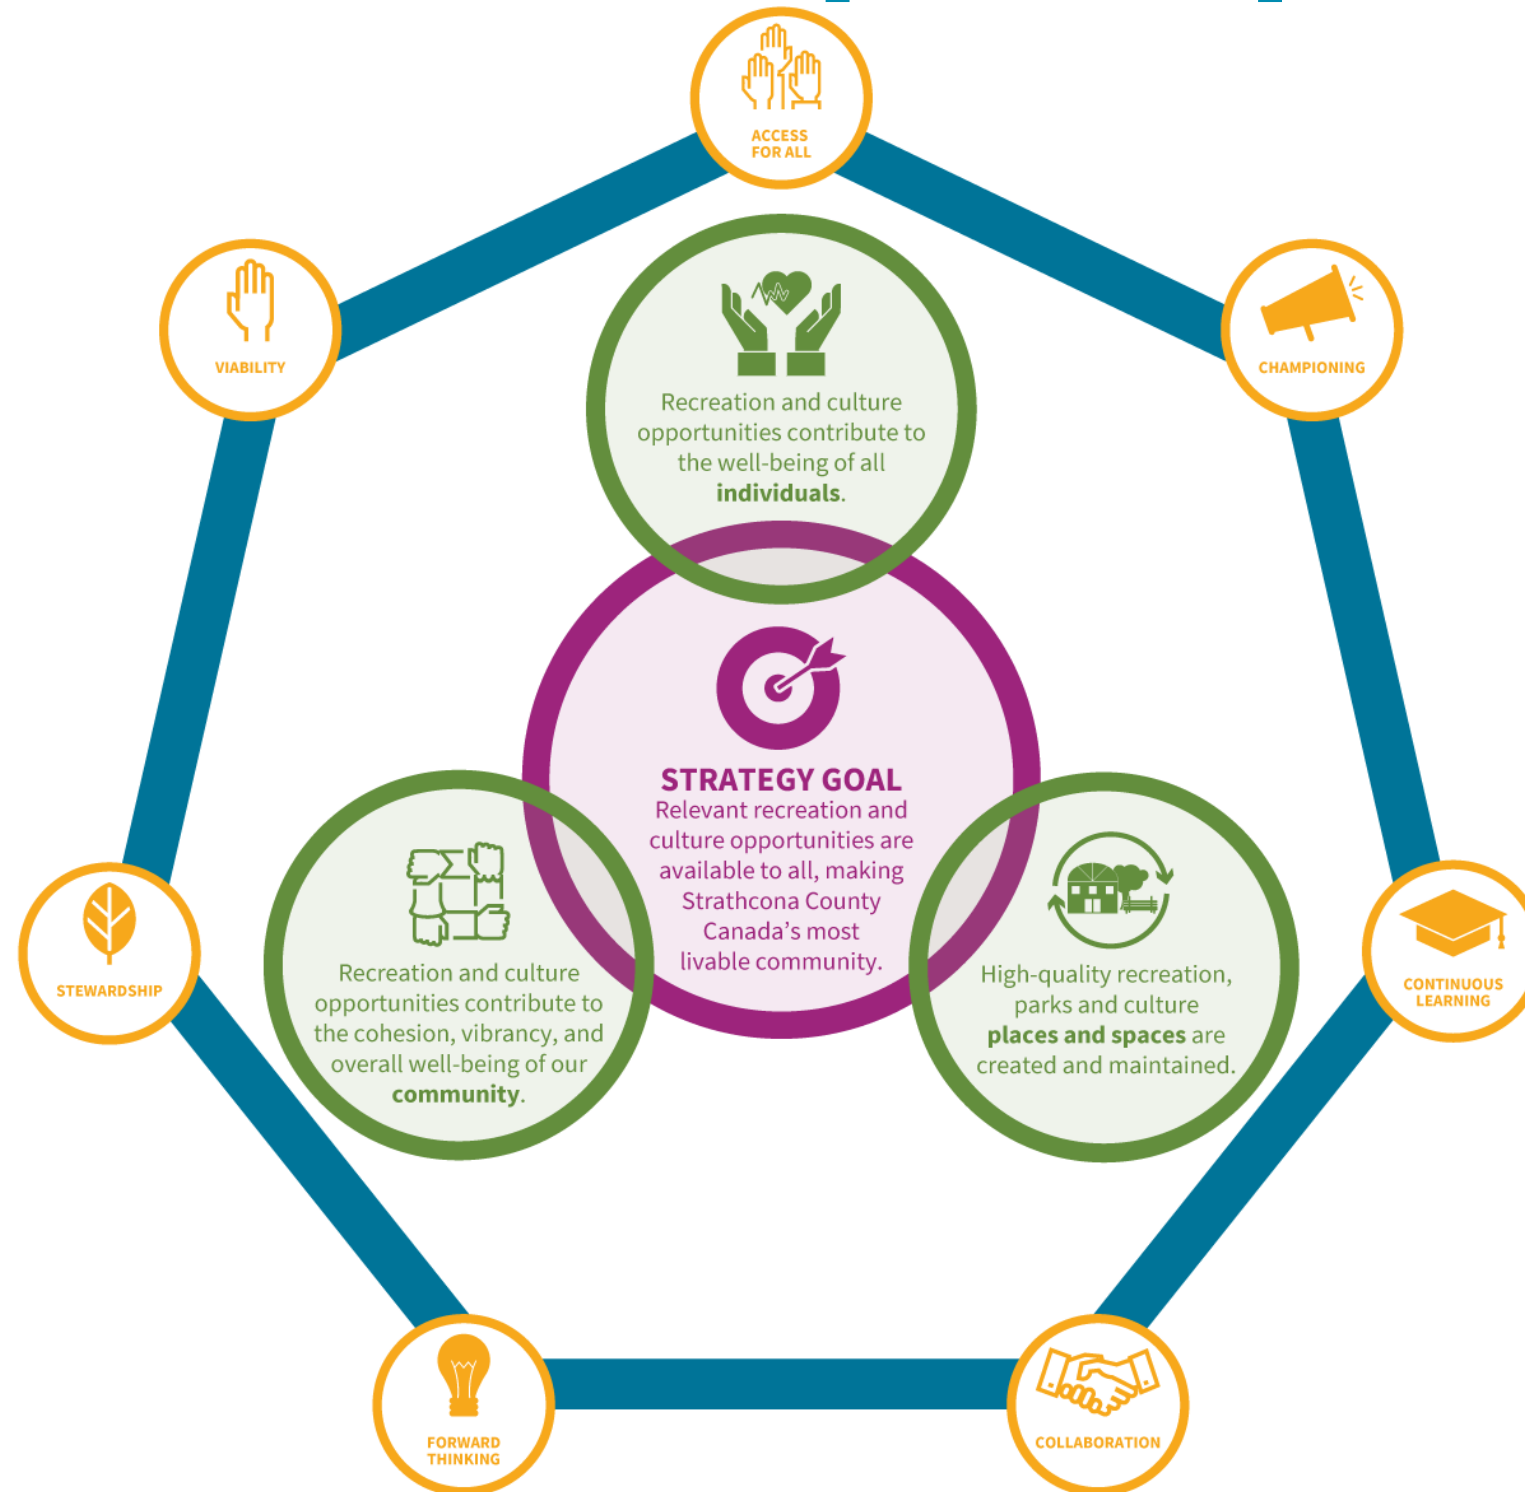 ACCESS
FOR ALL
VIABILITY
CHAMPIONING
Recreation and culture
opportunities contribute to
the well-being of all
individuals.
STRATEGY GOAL
Relevant recreation and
culture opportunities are
available to all, making
Strathcona County
Canada's most
livable community.
Recreation and culture
opportunities contribute to
the cohesion, vibrancy, and
overall well-being of our
community.
High-quality recreation,
parks and culture
places and spaces are
created and maintained.
STEWARDSHIP
CONTINUOUS
LEARNING
FORWARD
THINKING
COLLABORATION